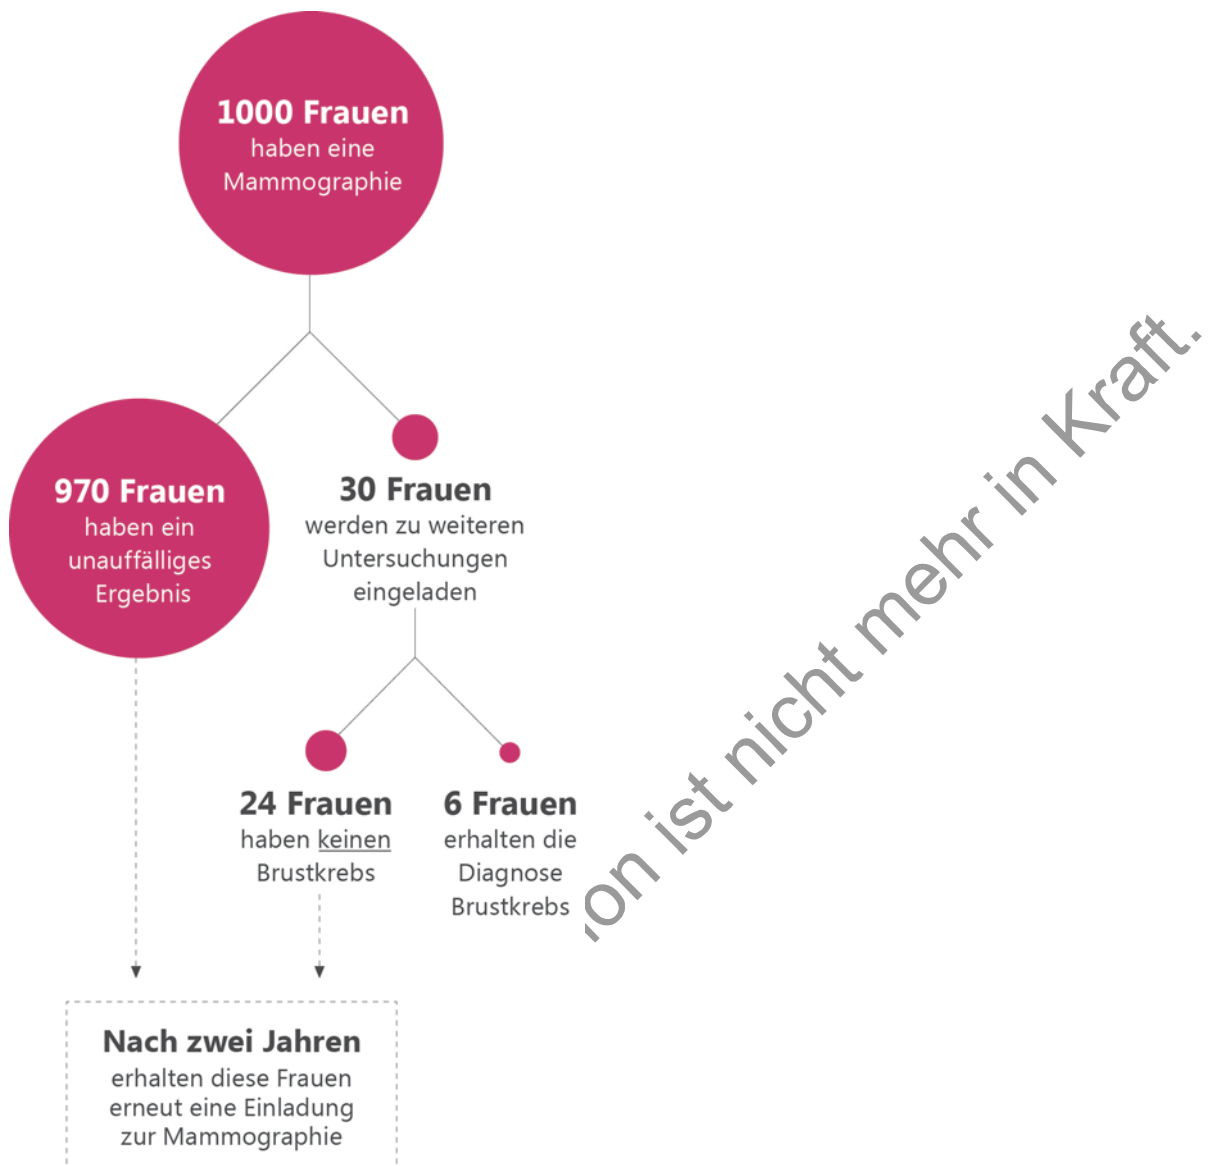 1000 Frauen
haben eine
Mammographie
970 Frauen
haben ein
unauffälliges
Ergebnis
30 Frauen
werden zu weiteren
Untersuchungen
eingeladen
24 Frauen
haben keinen
Brustkrebs
6 Frauen
erhalten die
Diagnose
Brustkrebs
Nach zwei Jahren
erhalten diese Frauen
erneut eine Einladung
zur Mammographie
ist nicht mehr in Kraft.